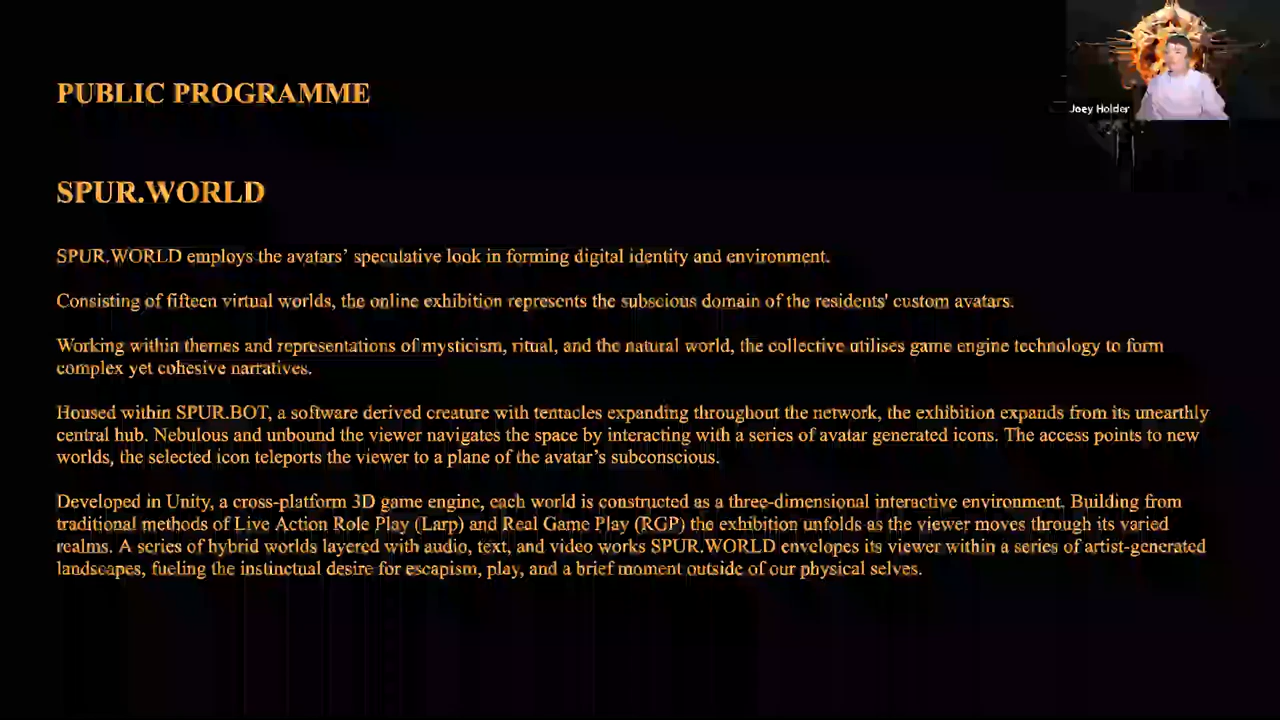 PUBLIC PROGRAMME
Joey Holder
SPUR.WORLD
SPUR.WORLD employs the avatars’ speculative look in forming digital identity and environment.
Consisting of fifteen virtual worlds, the online exhibition represents the subscious domain of the residents' custom avatars.
Working within themes and representations of mysticism, ritual, and the natural world, the collective utilises game engine technology to form
complex yet cohesive narratives.
Housed within SPUR.BOT, a software derived creature with tentacles expanding throughout the network, the exhibition expands from its unearthly
central hub. Nebulous and unbound the viewer navigates the space by interacting with a series of avatar generated icons. The access points to new
worlds, the selected icon teleports the viewer to a plane of the avatar’s subconscious.
Developed in Unity, a cross-platform 3D game engine, each world is constructed as a three-dimensional interactive environment. Building from
traditional methods of Live Action Role Play (Larp) and Real Game Play (RGP) the exhibition unfolds as the viewer moves through its varied
realms. A series of hybrid worlds layered with audio, text, and video works SPUR.WORLD envelopes its viewer within a series of artist-generated
landscapes, fueling the instinctual desire for escapism, play, and a brief moment outside of our physical selves.